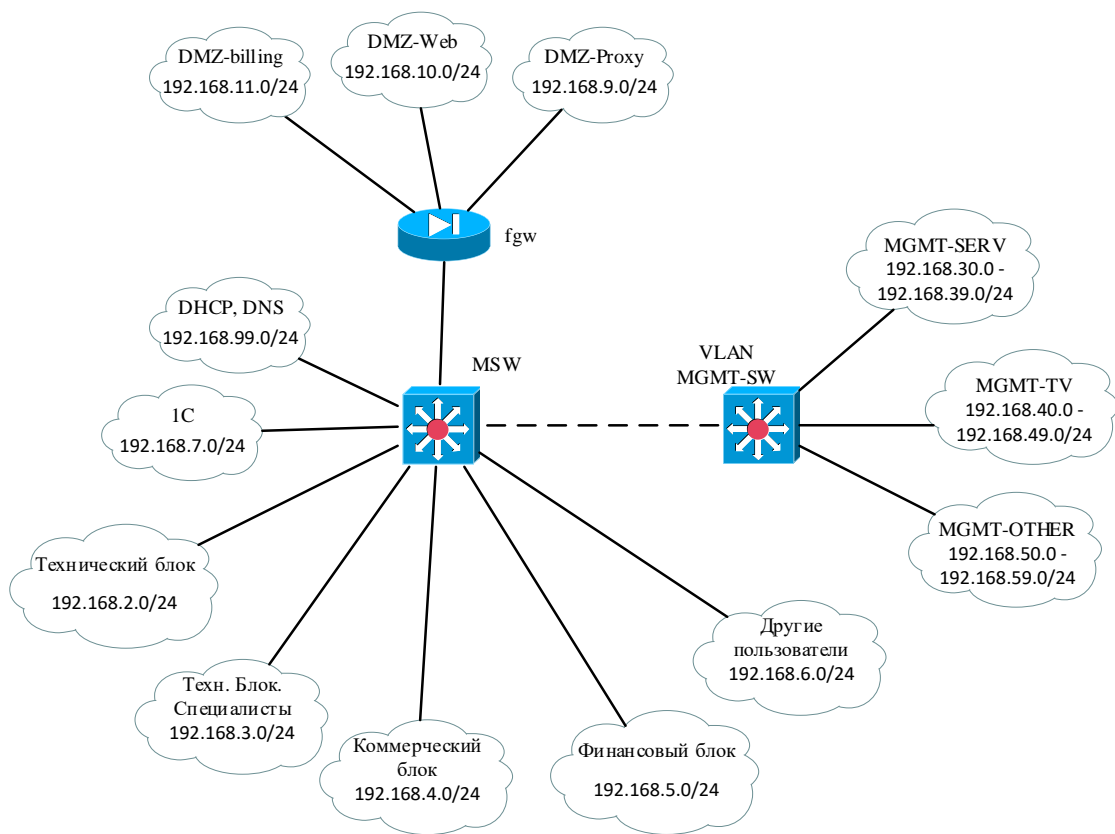 DMZ-billing
192.168.11.0/24
DMZ-Web
192.168.10.0/24
DMZ-Proxy
192.168.9.0/24
fgw
MGMT-SERV
192.168.30.0 -
192.168.39.0/24
DHCP, DNS
192.168.99.0/24
MSW
VLAN
MGMT-SW
MGMT-TV
192.168.40.0 -
192.168.49.0/24
1C
192.168.7.0/24
MGMT-OTHER
192.168.50.0 -
192.168.59.0/24
Технический блок
192.168.2.0/24
Другие
пользователи
192.168.6.0/24
Техн. Блок.
Специалисты
192.168.3.0/24
Коммерческий
блок
192.168.4.0/24
Финансовый блок
192.168.5.0/24